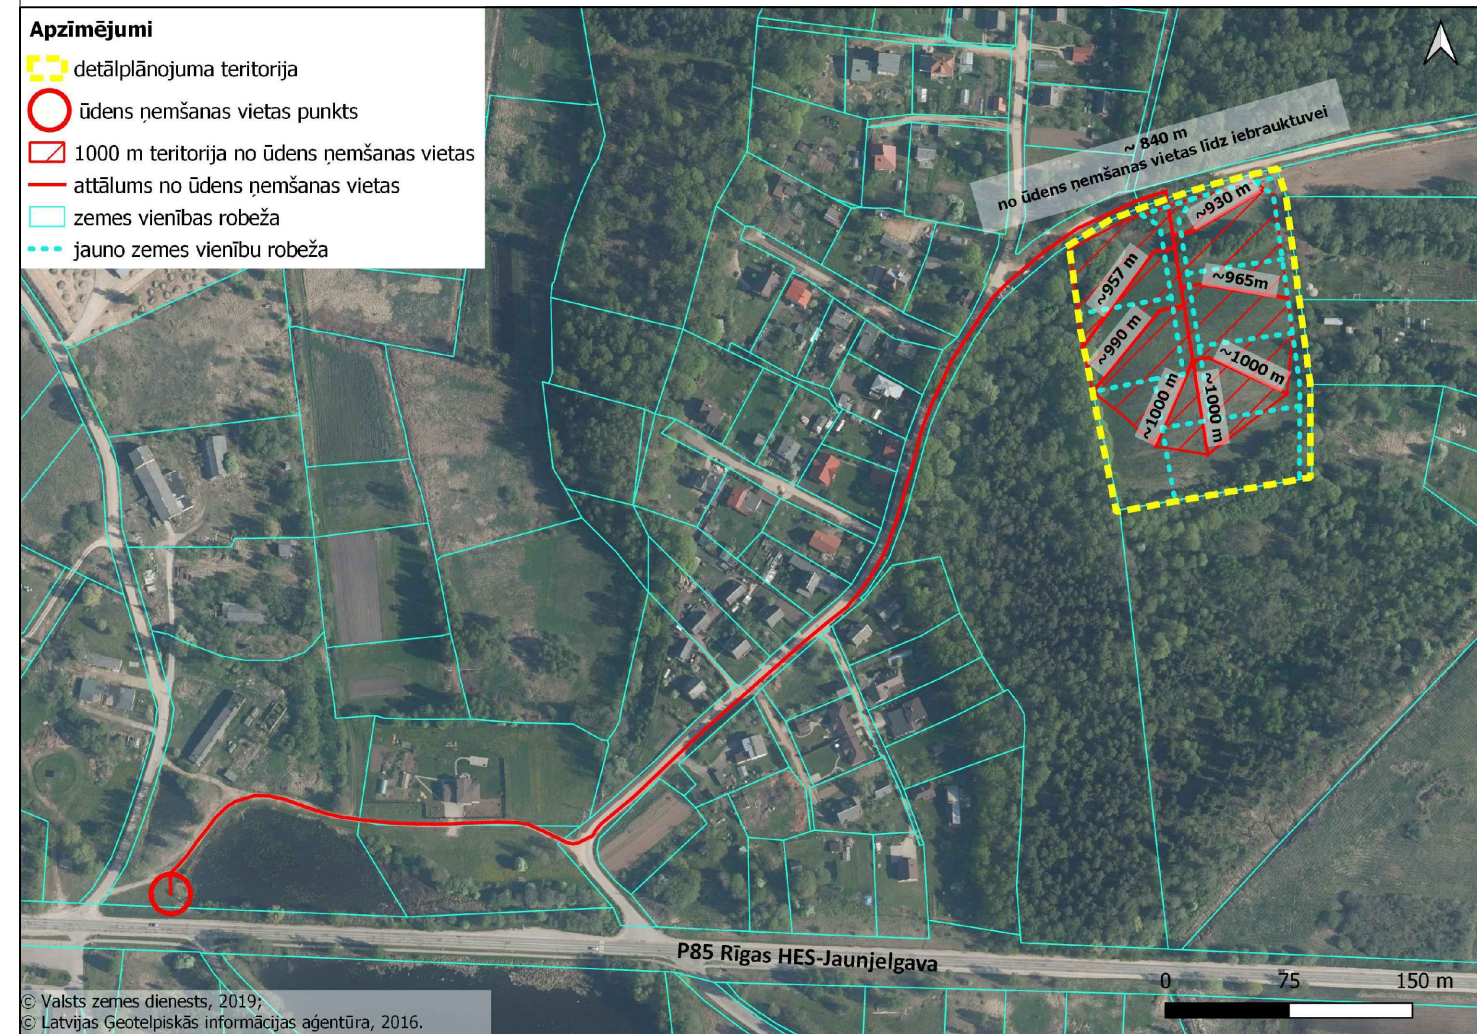 Apzīmējumi
detālplānojuma teritorija
ūdens ņemšanas vietas punkts
1000 m teritorija no ūdens ņemšanas vietas
attālums no ūdens ņemšanas vietas
zemes vienības robeža
jauno zemes vienību robeža
~ 840 m
no ūdens ņemšanas vietas līdz iebrauktuvei
~930 m
~957 m
~965m
~990 m
~1000 m
~1000 m
~1000 m
P85 Rīgas HES-Jaunjelgava
0 75 150 m
© Valsts zemes dienests, 2019;
© Latvijas Ģeotelpiskās informācijas aģentūra, 2016.